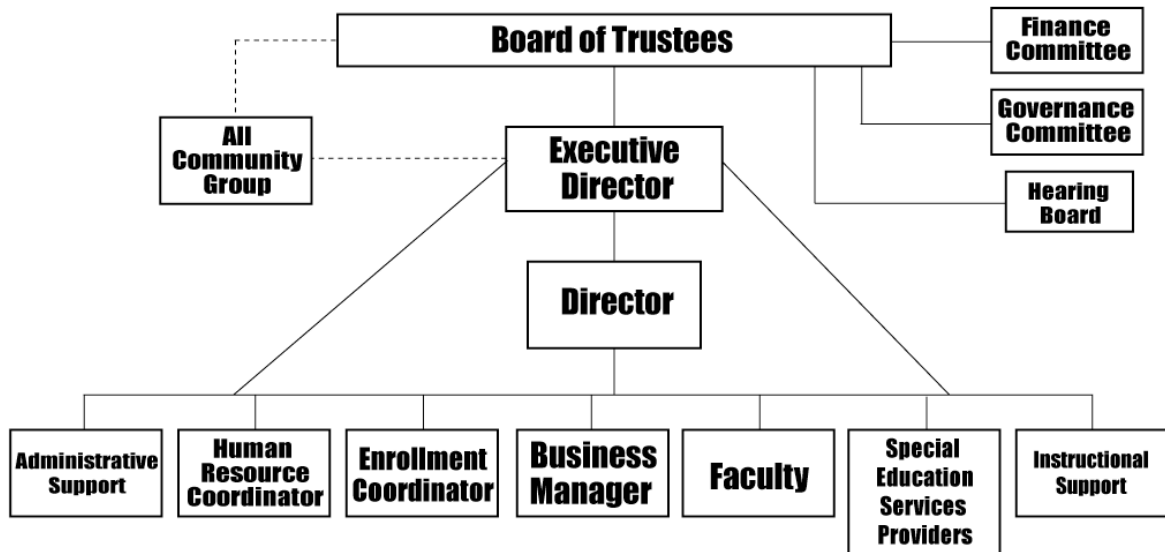 Board of Trustees
Finance
Committee
Governance
Committee
All
Community
Group
Executive
Director
Hearing
Board
Director
Administrative
Support
Human
Resource
Coordinator
Enrollment
Coordinator
Business
Manager
Faculty
Special
Education
Services
Providers
Instructional
Support